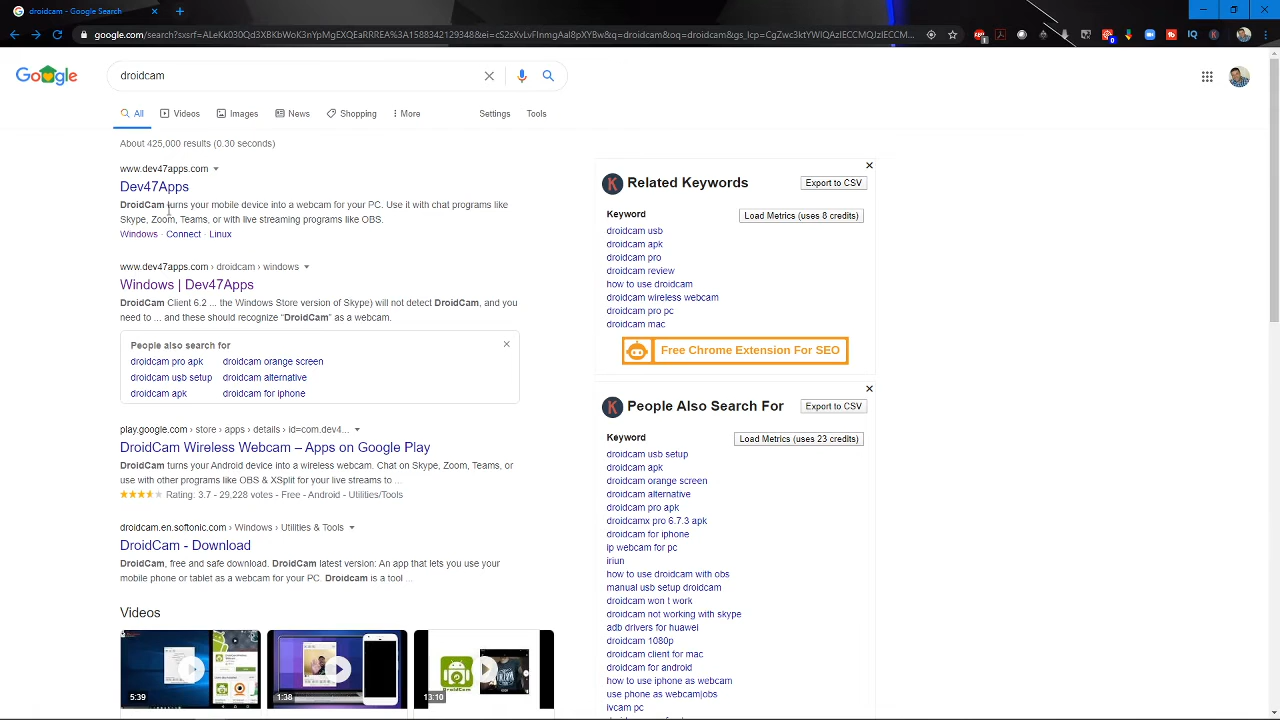 droidcam - Google Search
google.com/search?sxsrf=ALeKk030Qd3XBKbWoK3nYpMgEXQEaRRREA%3A1588342129348&ei=cS2sXvLvFInmgAal8pXYBw&q=droidcam&oq=droidcam&gs_lcp=CgZwc3ktYWIQAzIECCMQJzIECCM...
Google
droidcam
All Videos Images News Shopping More Settings Tools
About 425,000 results (0.30 seconds)
www.dev47apps.com
Dev47Apps
DroidCam turns your mobile device into a webcam for your PC. Use it with chat programs like
Skype, Zoom, Teams, or with live streaming programs like OBS.
Windows · Connect · Linux
www.dev47apps.com › droidcam › windows
Windows | Dev47Apps
DroidCam Client 6.2 ... the Windows Store version of Skype) will not detect DroidCam, and you
need to ... and these should recognize “DroidCam” as a webcam.
People also search for
droidcam pro apk droidcam orange screen
droidcam usb setup droidcam alternative
droidcam apk droidcam for iphone
play.google.com › store › apps › details › id=com.dev4...
DroidCam Wireless Webcam – Apps on Google Play
DroidCam turns your Android device into a wireless webcam. Chat on Skype, Zoom, Teams, or
use with other programs like OBS & XSplit for your live streams to ...
Rating: 3.7 - 29,228 votes - Free - Android - Utilities/Tools
droidcam.en.softonic.com › Windows › Utilities & Tools
DroidCam - Download
DroidCam, free and safe download. DroidCam latest version: An app that lets you use your
mobile phone or tablet as a webcam for your PC. Droidcam is a tool ...
Videos
5:39
1:38
DroidCam
13:10
Related Keywords Export to CSV
Keyword Load Metrics (uses 8 credits)
droidcam usb
droidcam apk
droidcam pro
droidcam review
how to use droidcam
droidcam wireless webcam
droidcam pro pc
droidcam mac
Free Chrome Extension For SEO
People Also Search For Export to CSV
Keyword Load Metrics (uses 23 credits)
droidcam usb setup
droidcam apk
droidcam orange screen
droidcam alternative
droidcam pro apk
droidcamx pro 6.7.3 apk
droidcam for iphone
ip webcam for pc
iriun
how to use droidcam with obs
manual usb setup droidcam
droidcam won t work
droidcam not working with skype
adb drivers for huawei
droidcam 1080p
droidcam client for mac
droidcam for android
how to use iphone as webcam
use phone as webcam|obs
ivcam pc